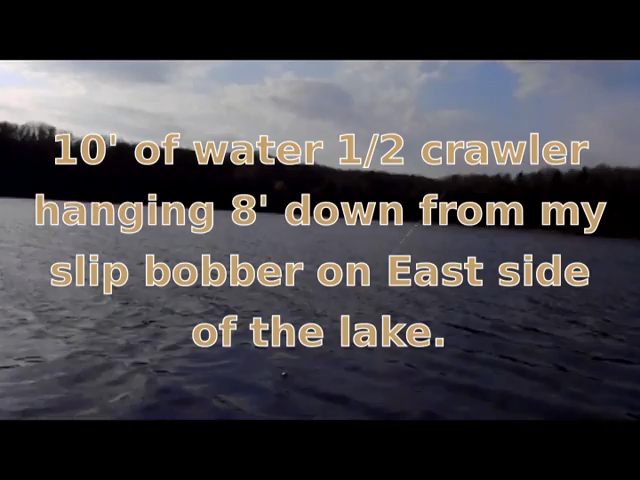 10' of water 1/2 crawler
hanging 8' down from my
slip bobber on East side
of the lake.